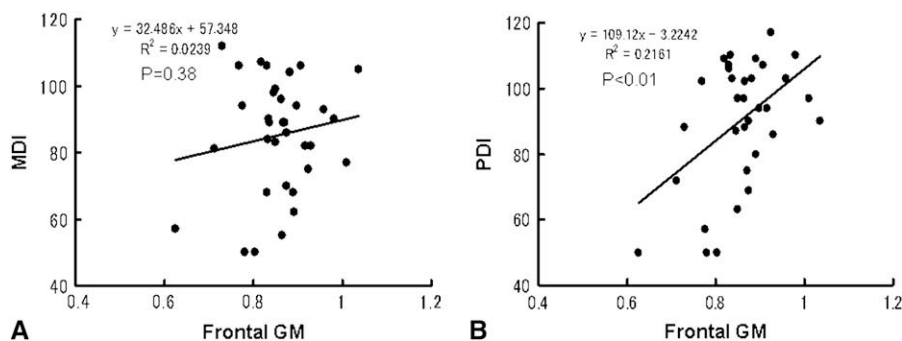 y = 32.486x + 57.348
R² = 0.0239
P=0.38
120
100
80
60
40
MDI
0.4
0.6
0.8
1
1.2
Frontal GM
A
y = 109.12x − 3.2242
R² = 0.2161
P<0.01
120
100
80
60
40
PDI
0.4
0.6
0.8
1
1.2
Frontal GM
B